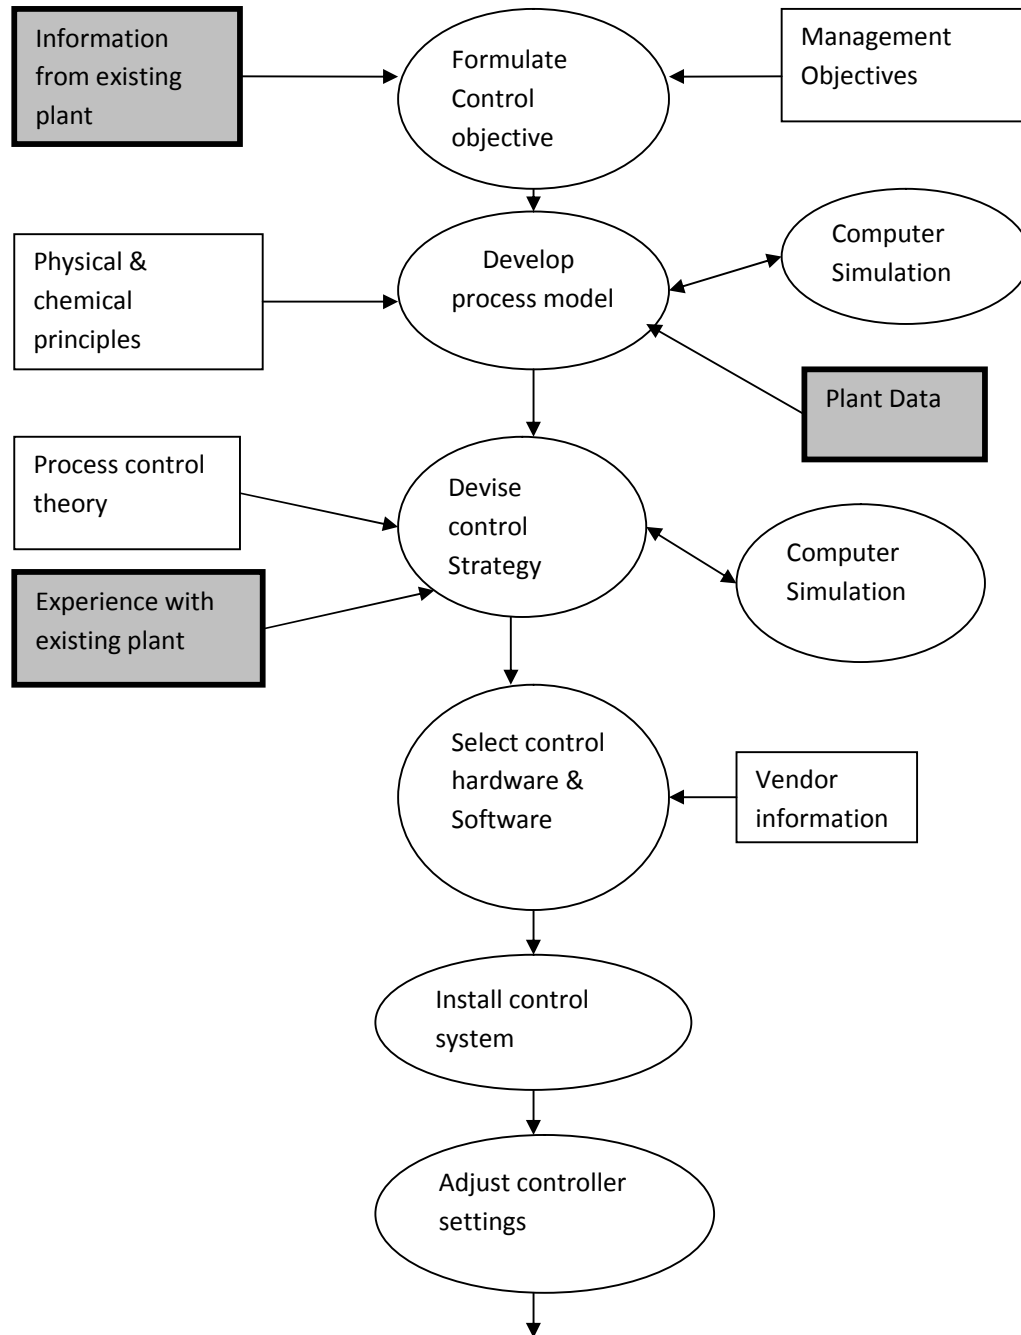 Information
from existing
plant
Formulate
Control
objective
Management
Objectives
Physical &
chemical
principles
Develop
process model
Computer
Simulation
Plant Data
Process control
theory
Devise
control
Strategy
Computer
Simulation
Experience with
existing plant
Select control
hardware &
Software
Vendor
information
Install control
system
Adjust controller
settings